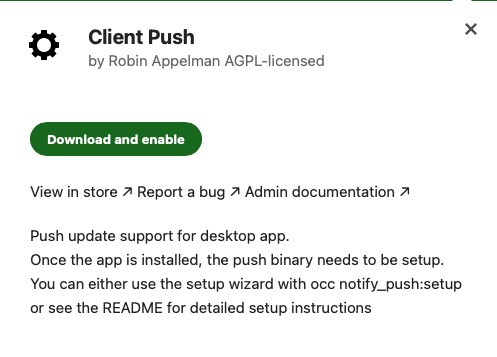 Client Push
by Robin Appelman AGPL-licensed
Download and enable
View in store ↗ Report a bug ↗ Admin documentation ↗
Push update support for desktop app.
Once the app is installed, the push binary needs to be setup.
You can either use the setup wizard with occ notify_push:setup
or see the README for detailed setup instructions